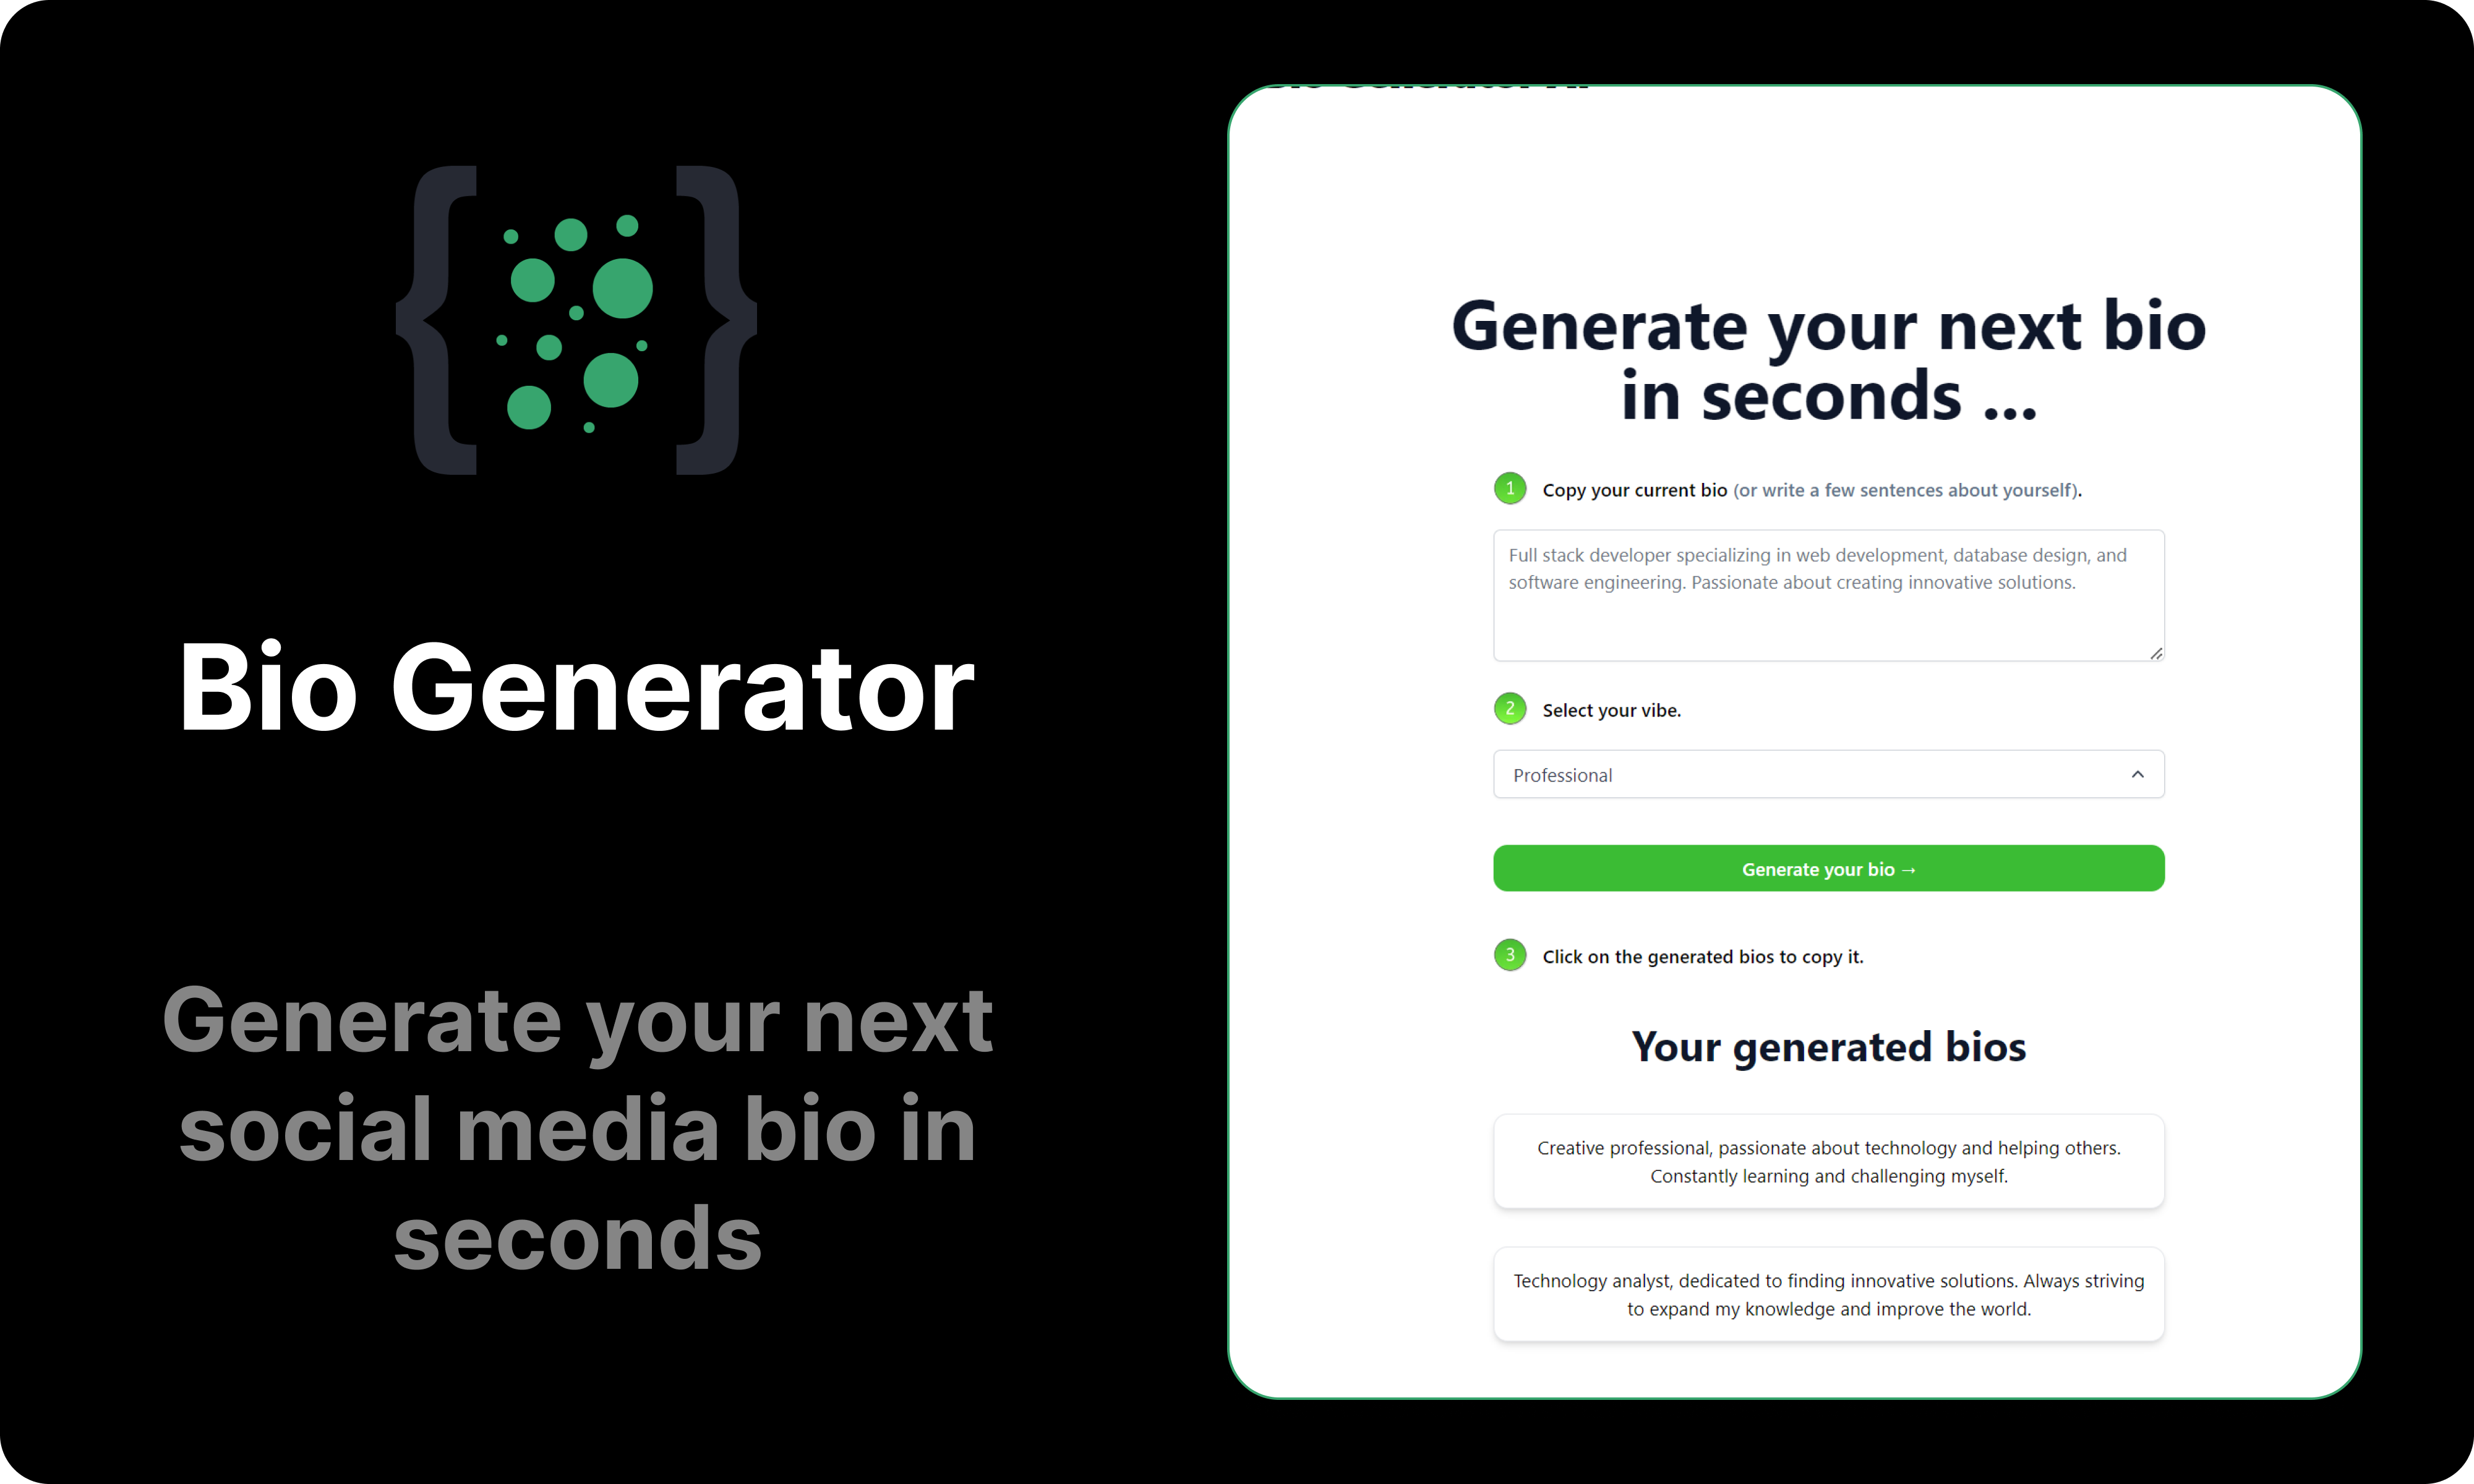 Bio Generator
Generate your next
social media bio in
seconds
Generate your next bio
in seconds ...
1 Copy your current bio (or write a few sentences about yourself).
Full stack developer specializing in web development, database design, and
software engineering. Passionate about creating innovative solutions.
2 Select your vibe.
Professional
Generate your bio →
3 Click on the generated bios to copy it.
Your generated bios
Creative professional, passionate about technology and helping others.
Constantly learning and challenging myself.
Technology analyst, dedicated to finding innovative solutions. Always striving
to expand my knowledge and improve the world.